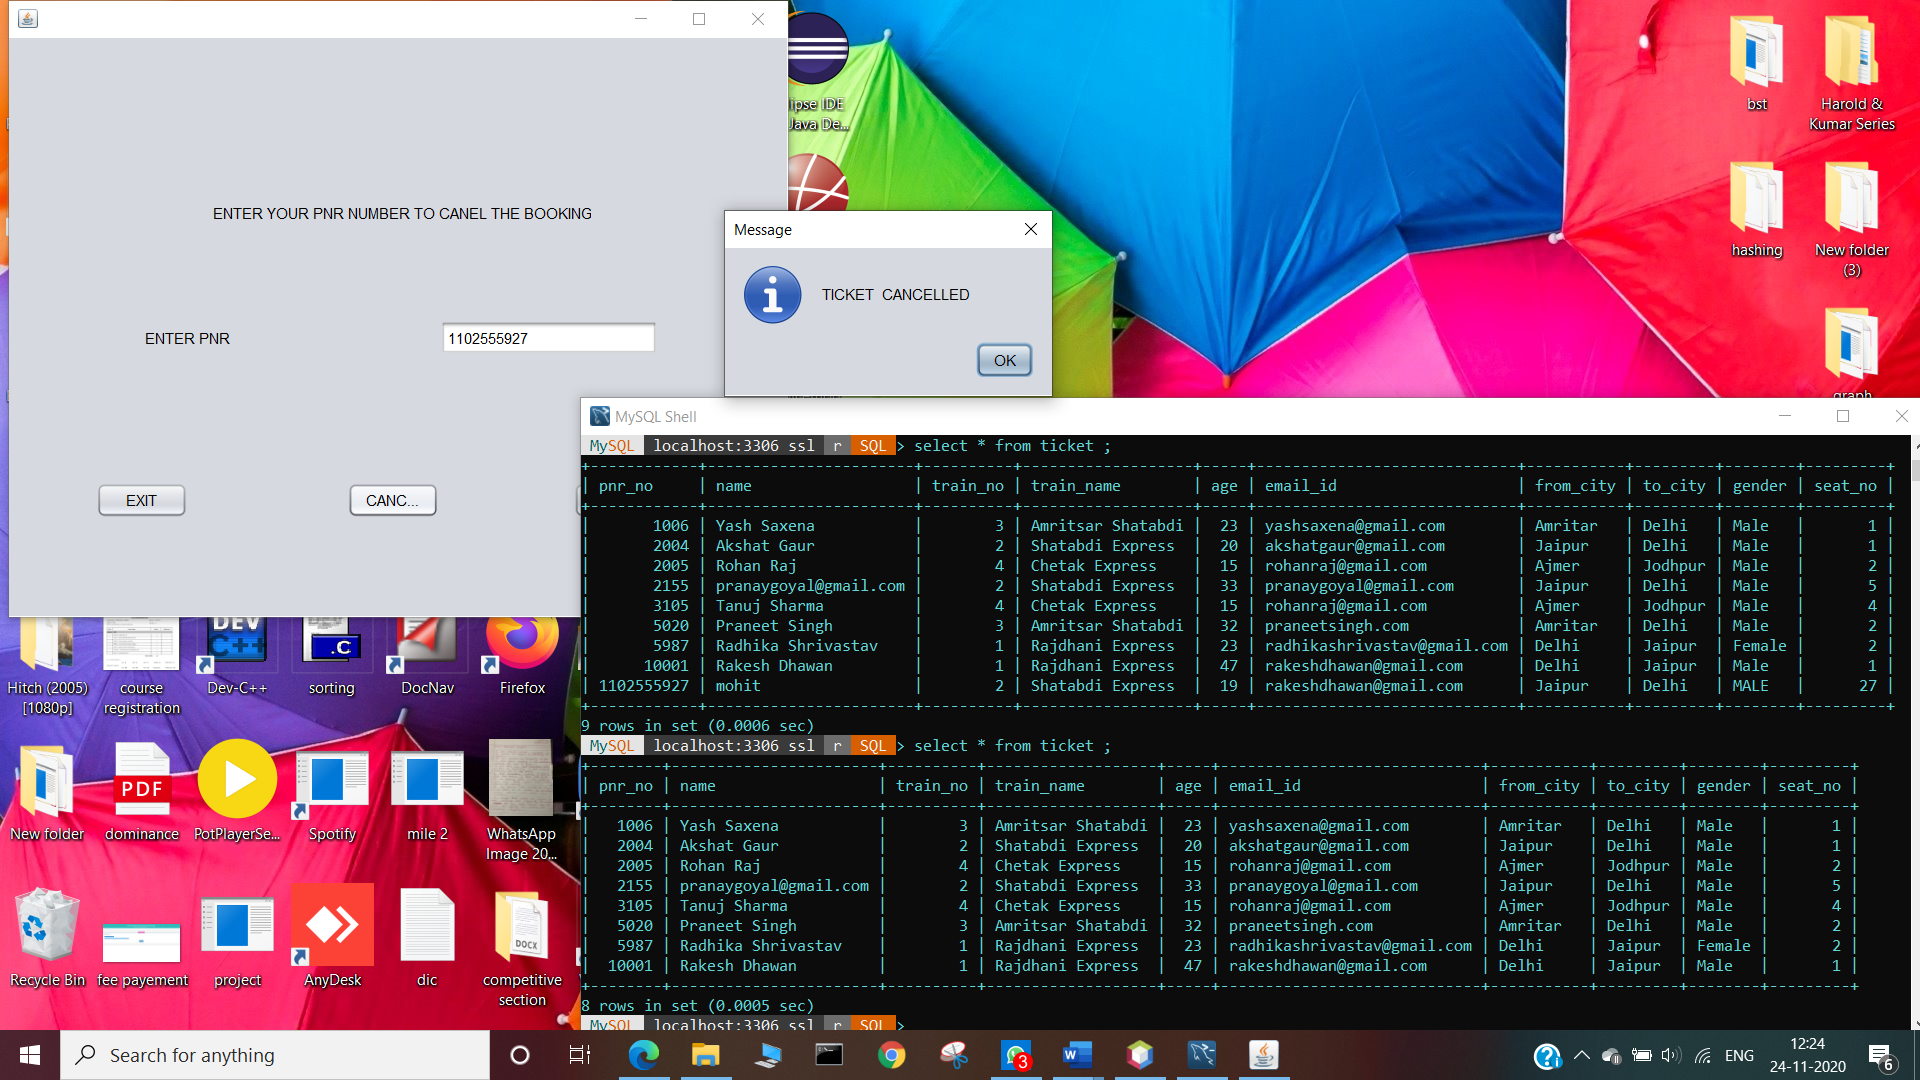 ENTER YOUR PNR NUMBER TO CANEL THE BOOKING
ENTER PNR
1102555927
EXIT
CANC...
Message
TICKET  CANCELLED
OK
ipse IDE
Java De...
bst
Harold &
Kumar Series
hashing
New folder
(3)
graph
MySQL Shell
MySQL localhost:3306 ssl r SQL> select * from ticket ;
| pnr_no | name | train_no | train_name | age | email_id | from_city | to_city | gender | seat_no |
| 1006 | Yash Saxena | 3 | Amritsar Shatabdi | 23 | yashsaxena@gmail.com | Amritar | Delhi | Male | 1 |
| 2004 | Akshat Gaur | 2 | Shatabdi Express | 20 | akshatgaur@gmail.com | Jaipur | Delhi | Male | 1 |
| 2005 | Rohan Raj | 4 | Chetak Express | 15 | rohanraj@gmail.com | Ajmer | Jodhpur | Male | 2 |
| 2155 | pranaygoyal@gmail.com | 2 | Shatabdi Express | 33 | pranaygoyal@gmail.com | Jaipur | Delhi | Male | 5 |
| 3105 | Tanuj Sharma | 4 | Chetak Express | 15 | rohanraj@gmail.com | Ajmer | Jodhpur | Male | 4 |
| 5020 | Praneet Singh | 3 | Amritsar Shatabdi | 32 | praneetsingh.com | Amritar | Delhi | Male | 2 |
| 5987 | Radhika Shrivastav | 1 | Rajdhani Express | 23 | radhikashrivastav@gmail.com | Delhi | Jaipur | Female | 2 |
| 10001 | Rakesh Dhawan | 1 | Rajdhani Express | 47 | rakeshdhawan@gmail.com | Delhi | Jaipur | Male | 1 |
| 1102555927 | mohit | 2 | Shatabdi Express | 19 | rakeshdhawan@gmail.com | Jaipur | Delhi | MALE | 27 |
9 rows in set (0.0006 sec)
MySQL localhost:3306 ssl r SQL> select * from ticket ;
| pnr_no | name | train_no | train_name | age | email_id | from_city | to_city | gender | seat_no |
| 1006 | Yash Saxena | 3 | Amritsar Shatabdi | 23 | yashsaxena@gmail.com | Amritar | Delhi | Male | 1 |
| 2004 | Akshat Gaur | 2 | Shatabdi Express | 20 | akshatgaur@gmail.com | Jaipur | Delhi | Male | 1 |
| 2005 | Rohan Raj | 4 | Chetak Express | 15 | rohanraj@gmail.com | Ajmer | Jodhpur | Male | 2 |
| 2155 | pranaygoyal@gmail.com | 2 | Shatabdi Express | 33 | pranaygoyal@gmail.com | Jaipur | Delhi | Male | 5 |
| 3105 | Tanuj Sharma | 4 | Chetak Express | 15 | rohanraj@gmail.com | Ajmer | Jodhpur | Male | 4 |
| 5020 | Praneet Singh | 3 | Amritsar Shatabdi | 32 | praneetsingh.com | Amritar | Delhi | Male | 2 |
| 5987 | Radhika Shrivastav | 1 | Rajdhani Express | 23 | radhikashrivastav@gmail.com | Delhi | Jaipur | Female | 2 |
| 10001 | Rakesh Dhawan | 1 | Rajdhani Express | 47 | rakeshdhawan@gmail.com | Delhi | Jaipur | Male | 1 |
8 rows in set (0.0005 sec)
MySQL localhost:3306 ssl r SQL>
DEV
C++
.C
Hitch (2005)
[1080p]
course
registration
Dev-C++
sorting
DocNav
Firefox
PDF
New folder
dominance
PotPlayerSe...
Spotify
mile 2
WhatsApp
Image 20...
DOCX
Recycle Bin
fee payement
project
AnyDesk
dic
competitive
section
Search for anything
3
ENG
12:24
24-11-2020
6